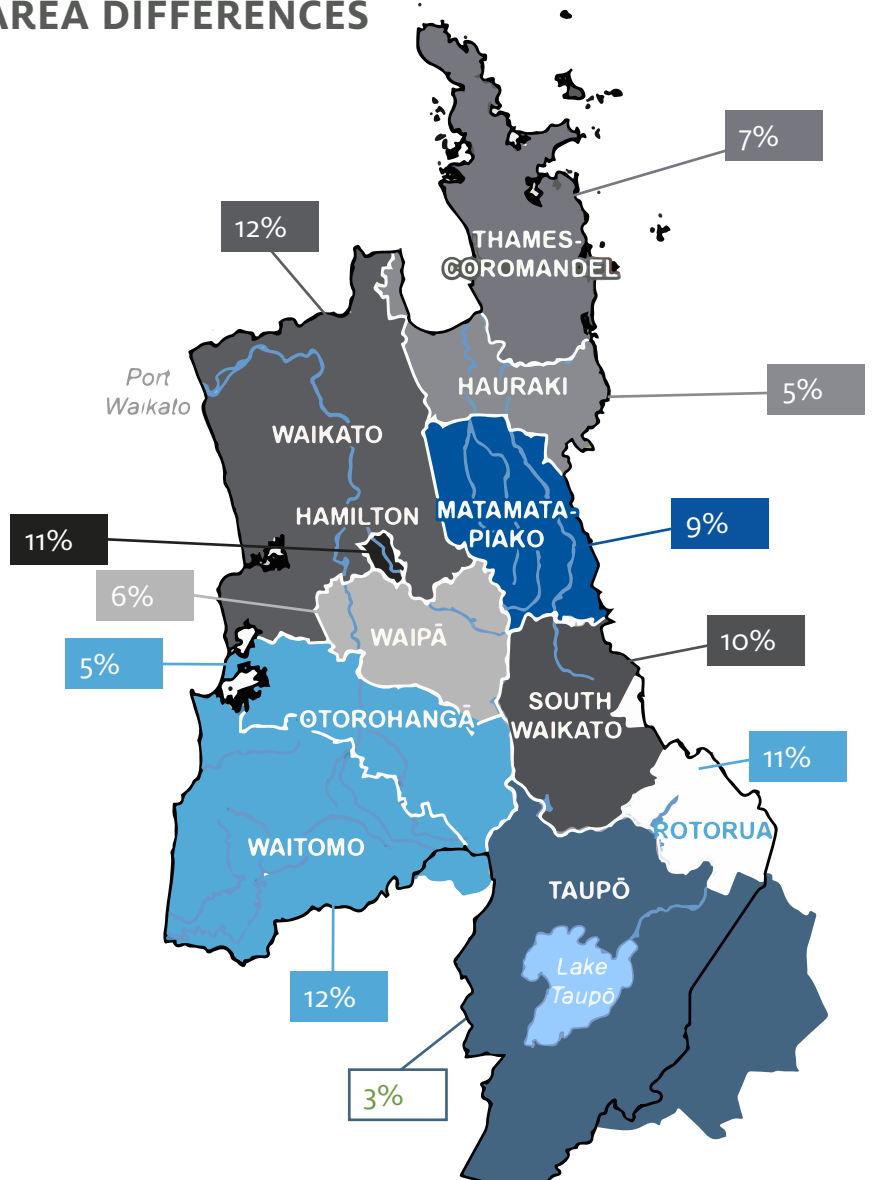 AREA DIFFERENCES
7%
12%
THAMES-
COROMANDEL
Port
Waikato
HAURAKI
5%
WAIKATO
HAMILTON
MATAMATA-
PIAKO
9%
11%
6%
WAIPĀ
10%
5%
SOUTH
WAIKATO
OTOROHANGĀ
11%
ROTORUA
WAITOMO
TAUPŌ
Lake
Taupō
12%
3%